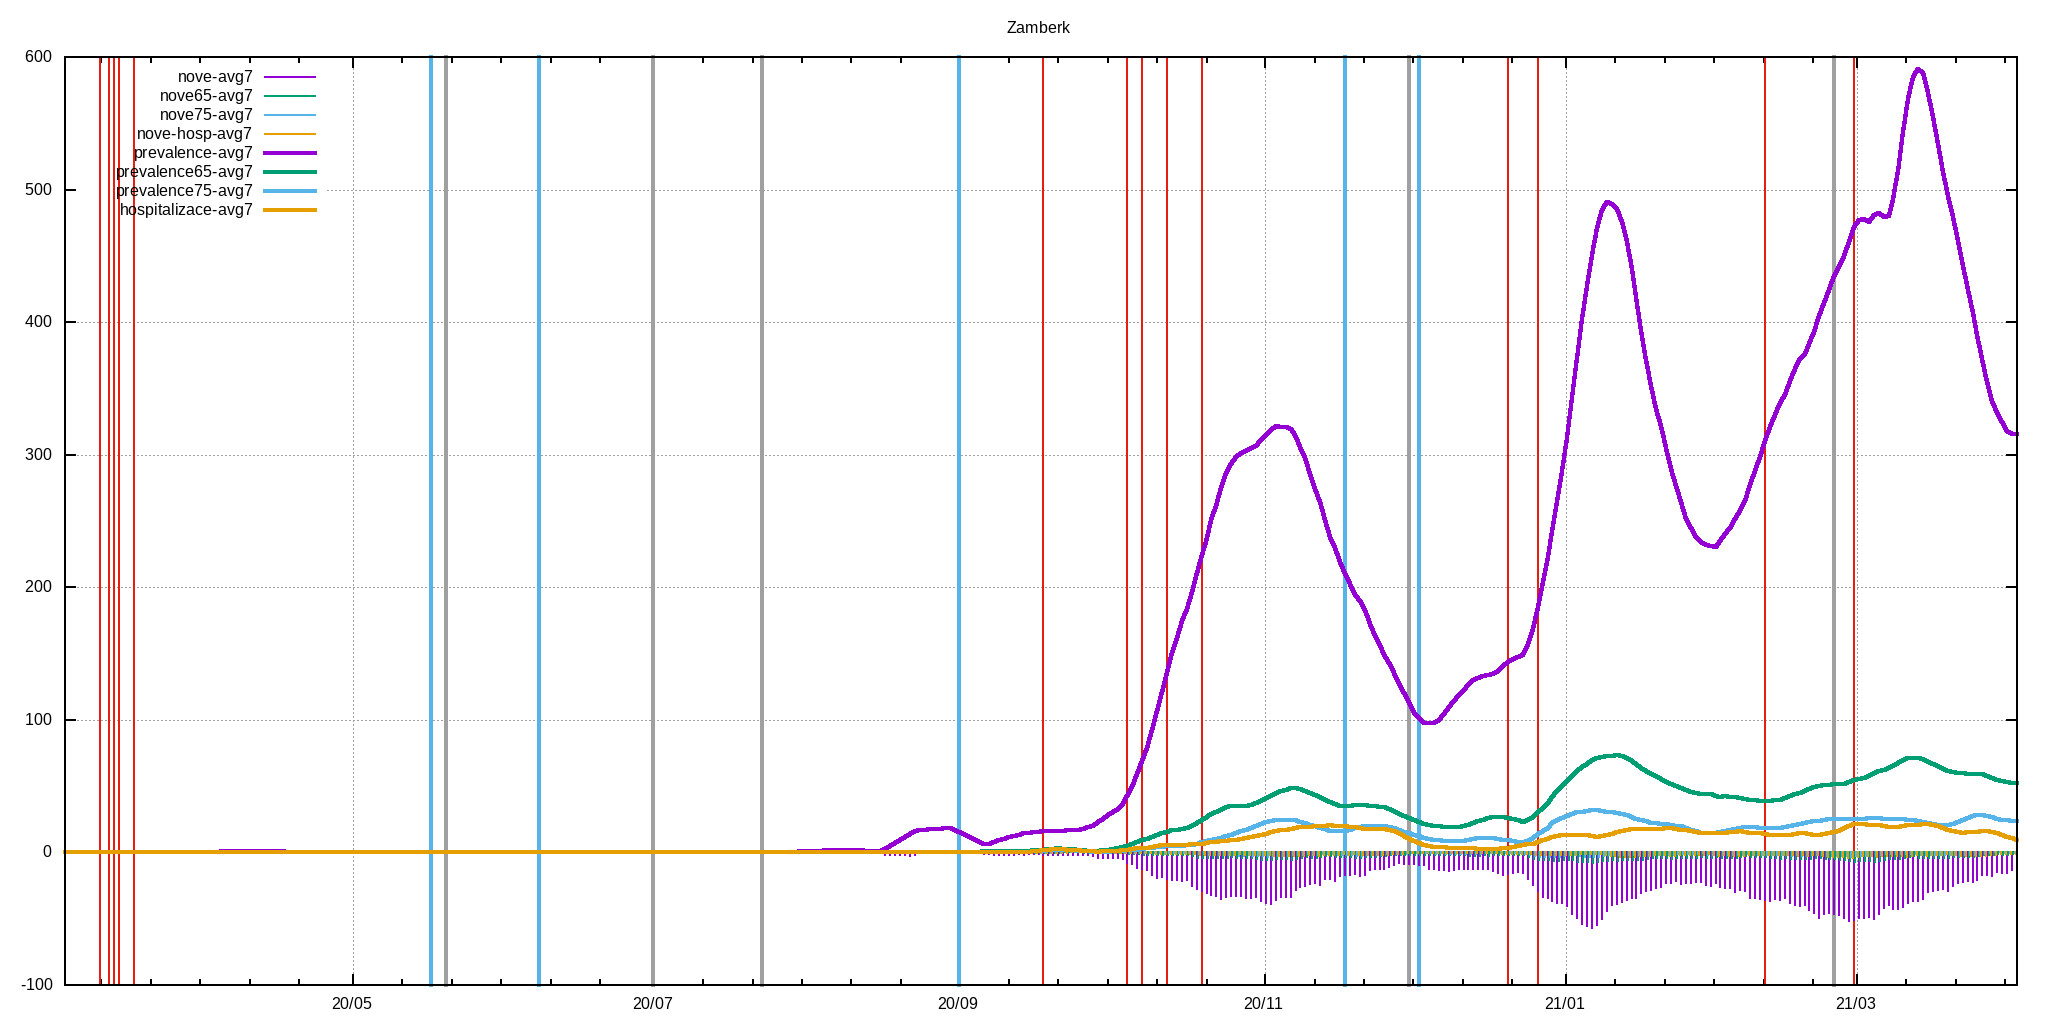 Zamberk
600
500
400
300
200
100
0
-100
nove-avg7
nove65-avg7
nove75-avg7
nove-hosp-avg7
prevalence-avg7
prevalence65-avg7
prevalence75-avg7
hospitalizace-avg7
20/05
20/07
20/09
20/11
21/01
21/03